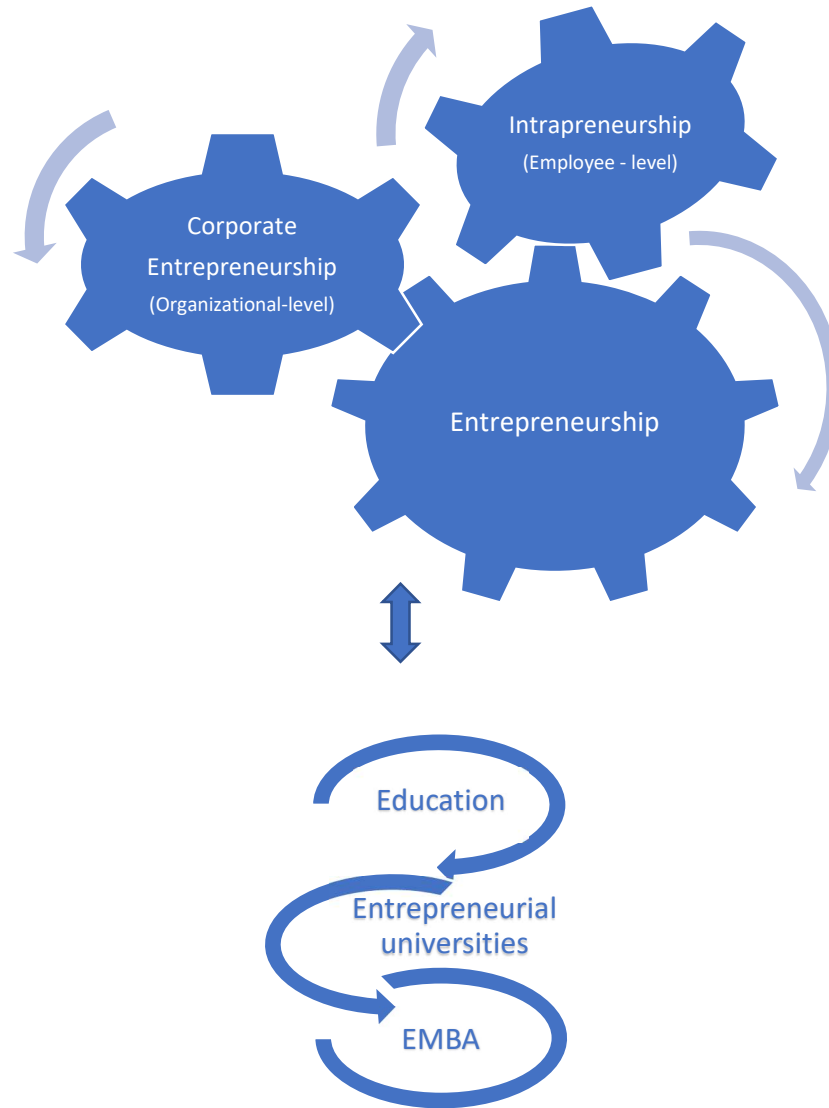 Intrapreneurship
(Employee - level)
Corporate
Entrepreneurship
(Organizational-level)
Entrepreneurship
Education
Entrepreneurial
universities
EMBA